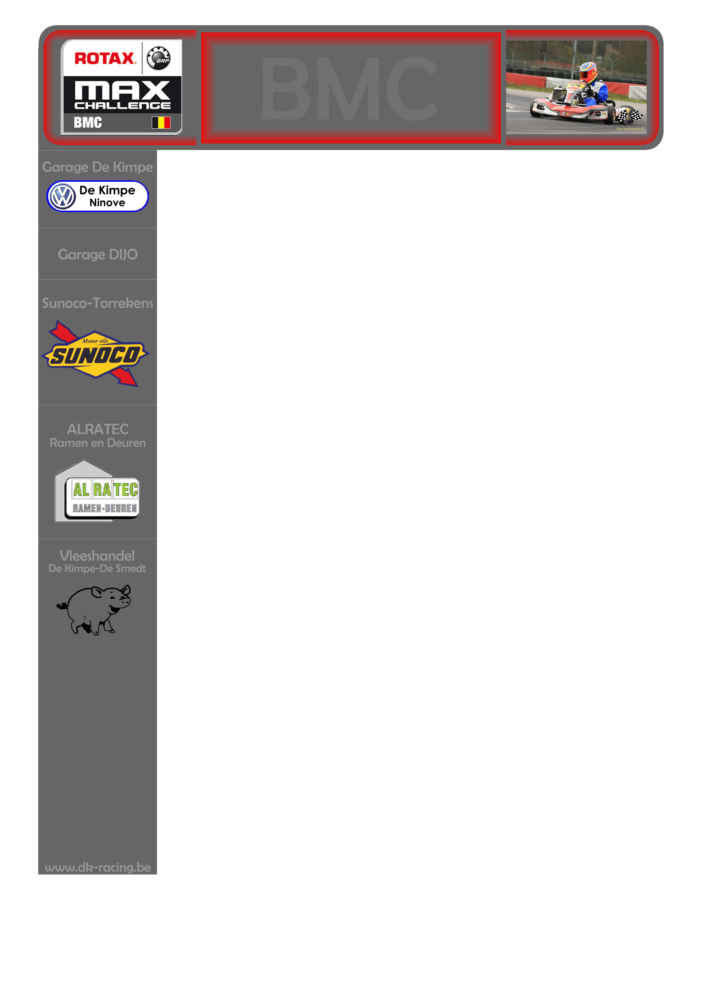 ROTAX
BRP
MAX
CHALLENGE
BMC
BMC
Garage De Kimpe
De Kimpe
Ninove
Garage DIJO
Sunoco-Torrekens
Motor oils
SUNOCO
ALRATEC
Ramen en Deuren
AL RA TEC
RAMEN-DEUREN
Vleeshandel
De Kimpe-De Smedt
www.dk-racing.be